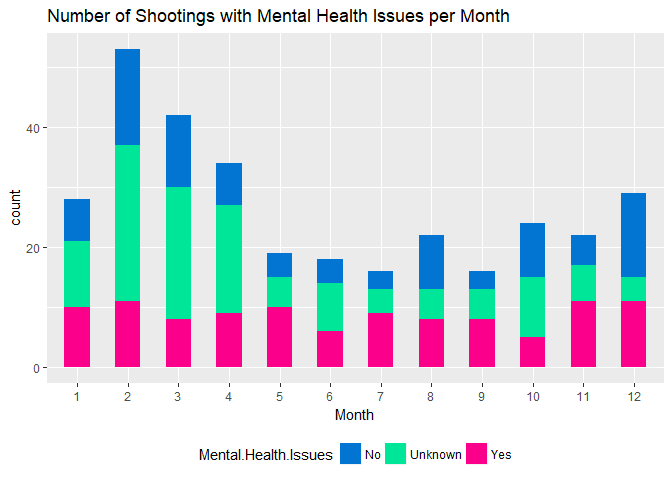 Number of Shootings with Mental Health Issues per Month
count
40
20
0
1 2 3 4 5 6 7 8 9 10 11 12
Month
Mental.Health.Issues No Unknown Yes